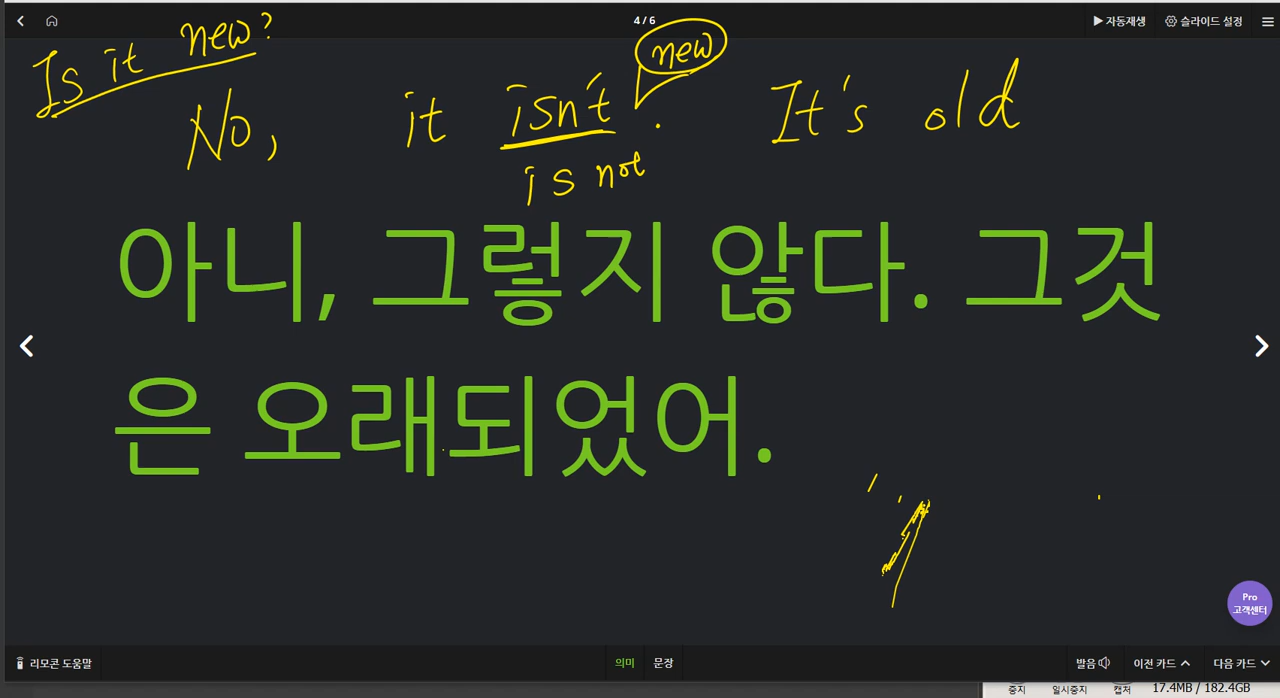 4 / 6
자동재생
슬라이드 설정
Is it new?
new
No, it isn't. It's old
is not
아니, 그렇지 않다. 그것
은 오래되었어.
Pro
고객센터
리모콘 도움말
의미
문장
발음
이전 카드
다음 카드
중지
일시중지
캡처
17.4MB / 182.4GB